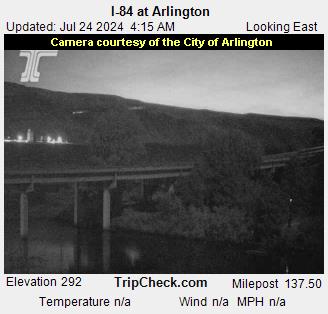 I-84 at Arlington
Updated: Jul 24 2024 4:15 AM Looking East
Camera courtesy of the City of Arlington
Elevation 292 TripCheck.com Milepost 137.50
Temperature n/a Wind n/a MPH n/a